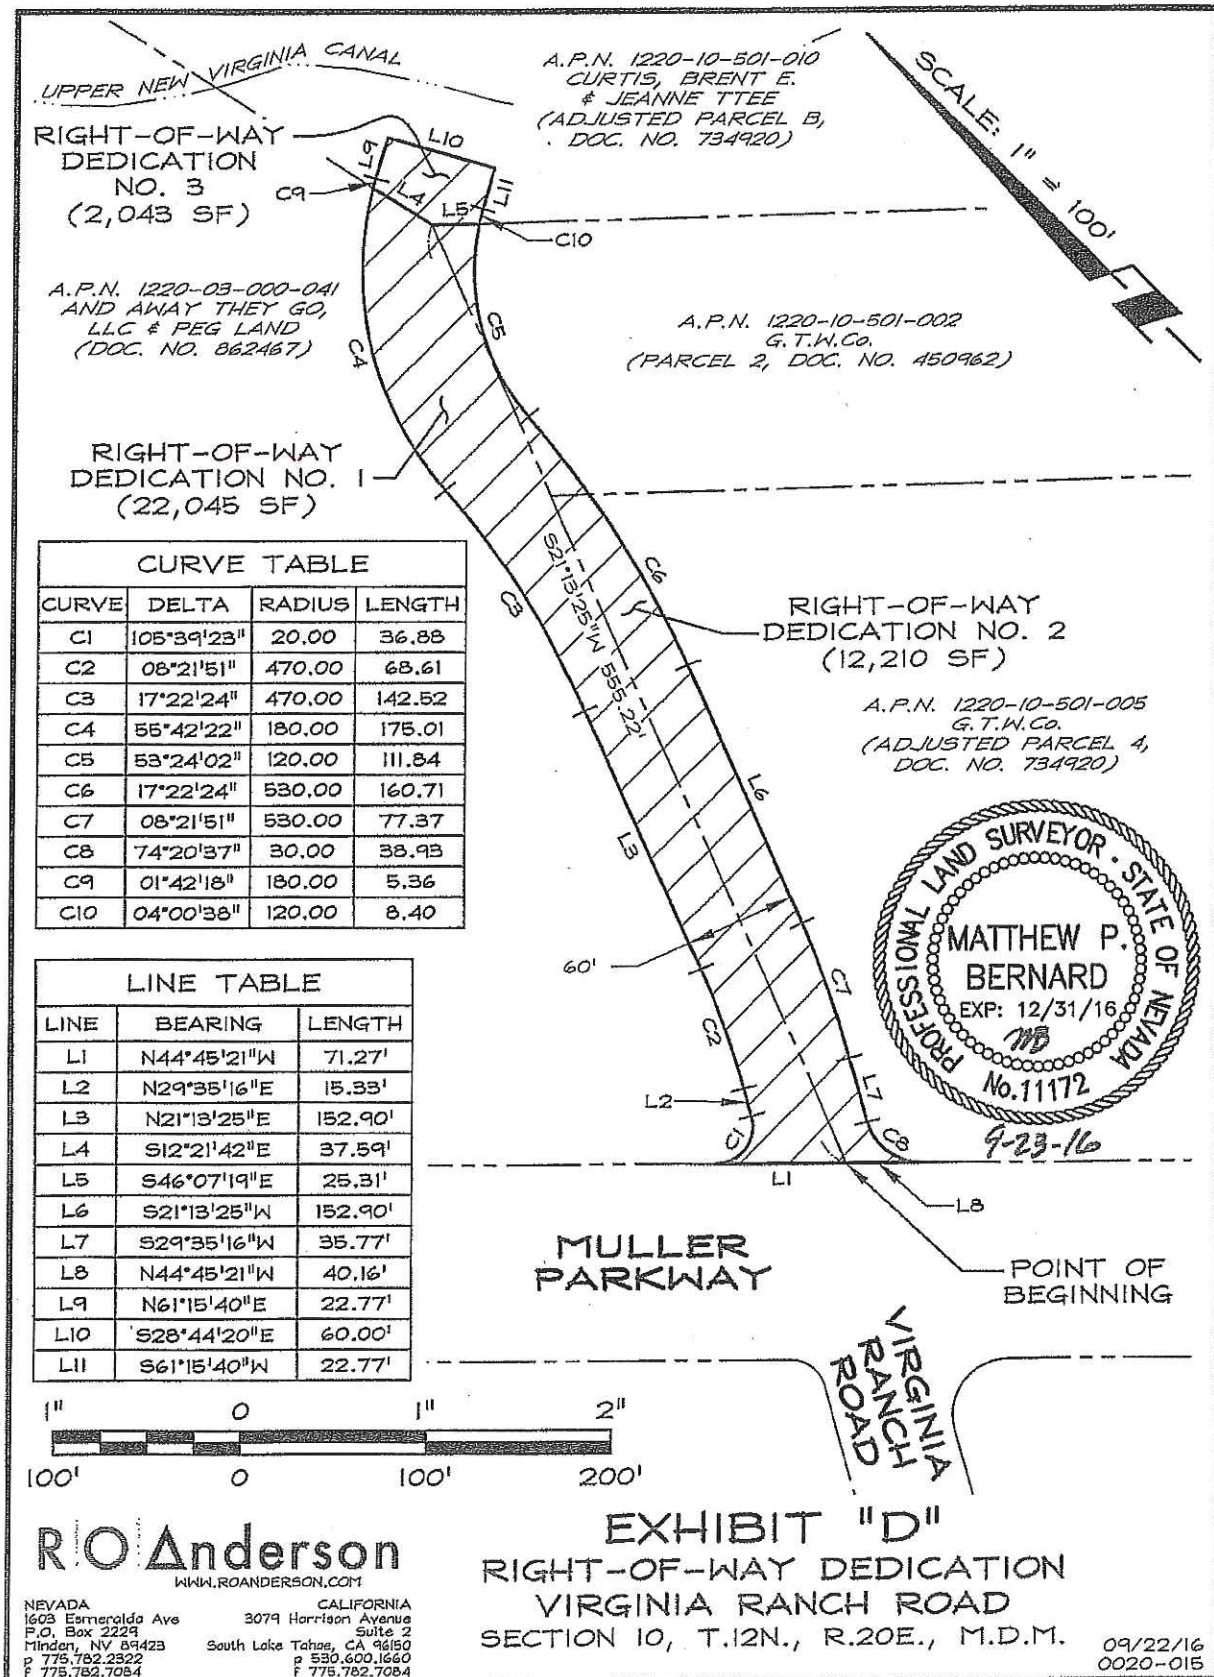 UPPER NEW VIRGINIA CANAL
A.P.N. 1220-10-501-010
CURTIS, BRENT E.
& JEANNE TTEE
(ADJUSTED PARCEL B,
DOC. NO. 734920)
SCALE: 1" = 100'
RIGHT-OF-WAY
DEDICATION
NO. 3
(2,043 SF)
L9
L10
L11
C9
L4
L5
C10
A.P.N. 1220-03-000-041
AND AWAY THEY GO,
LLC & PEG LAND
(DOC. NO. 862467)
A.P.N. 1220-10-501-002
G.T.W.Co.
(PARCEL 2, DOC. NO. 450962)
C4
C5
RIGHT-OF-WAY
DEDICATION NO. 1
(22,045 SF)
S21°13'25"W 555.22'
C3
C6
RIGHT-OF-WAY
DEDICATION NO. 2
(12,210 SF)
A.P.N. 1220-10-501-005
G.T.W.Co.
(ADJUSTED PARCEL 4,
DOC. NO. 734920)
CURVE TABLE
CURVE DELTA RADIUS LENGTH
C1 105°39'23" 20.00 36.88
C2 08°21'51" 470.00 68.61
C3 17°22'24" 470.00 142.52
C4 55°42'22" 180.00 175.01
C5 53°24'02" 120.00 111.84
C6 17°22'24" 530.00 160.71
C7 08°21'51" 530.00 77.37
C8 74°20'37" 30.00 38.93
C9 01°42'18" 180.00 5.36
C10 04°00'38" 120.00 8.40
L3
L6
60'
C2
C7
L2
L7
C1
C8
L1
L8
PROFESSIONAL LAND SURVEYOR · STATE OF NEVADA
MATTHEW P.
BERNARD
EXP: 12/31/16
MB
No. 11172
9-23-16
LINE TABLE
LINE BEARING LENGTH
L1 N44°45'21"W 71.27'
L2 N29°35'16"E 15.33'
L3 N21°13'25"E 152.90'
L4 S12°21'42"E 37.59'
L5 S46°07'19"E 25.31'
L6 S21°13'25"W 152.90'
L7 S29°35'16"W 35.77'
L8 N44°45'21"W 40.16'
L9 N61°15'40"E 22.77'
L10 S28°44'20"E 60.00'
L11 S61°15'40"W 22.77'
MULLER
PARKWAY
POINT OF
BEGINNING
VIRGINIA
RANCH
ROAD
1" 0 1" 2"
100' 0 100' 200'
R O Anderson
WWW.ROANDERSON.COM
NEVADA
1603 Esmeralda Ave
P.O. Box 2229
Minden, NV 89423
p 775.782.2322
f 775.782.7084
CALIFORNIA
3079 Harrison Avenue
Suite 2
South Lake Tahoe, CA 96150
p 530.600.1660
f 775.782.7084
EXHIBIT "D"
RIGHT-OF-WAY DEDICATION
VIRGINIA RANCH ROAD
SECTION 10, T.12N., R.20E., M.D.M.
09/22/16
0020-015